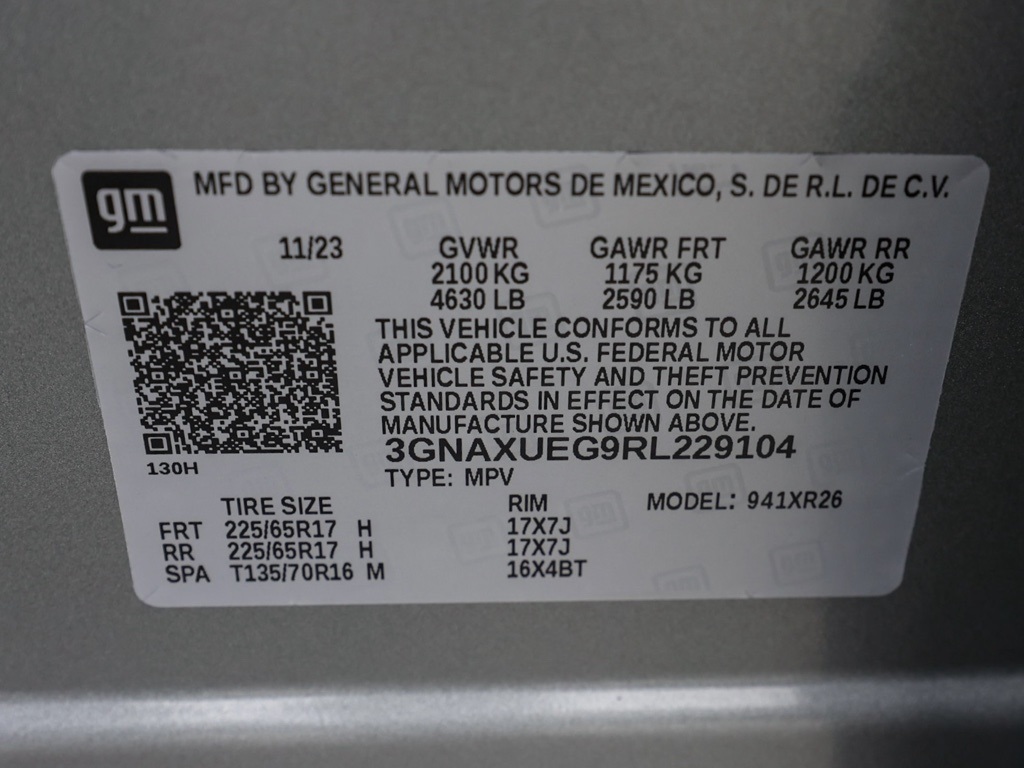 gm
MFD BY GENERAL MOTORS DE MEXICO, S. DE R.L. DE C.V.
11/23 GVWR GAWR FRT GAWR RR
2100 KG 1175 KG 1200 KG
4630 LB 2590 LB 2645 LB
THIS VEHICLE CONFORMS TO ALL
APPLICABLE U.S. FEDERAL MOTOR
VEHICLE SAFETY AND THEFT PREVENTION
STANDARDS IN EFFECT ON THE DATE OF
MANUFACTURE SHOWN ABOVE.
3GNAXUEG9RL229104
130H
TYPE: MPV
TIRE SIZE RIM MODEL: 941XR26
FRT 225/65R17 H 17X7J
RR 225/65R17 H 17X7J
SPA T135/70R16 M 16X4BT